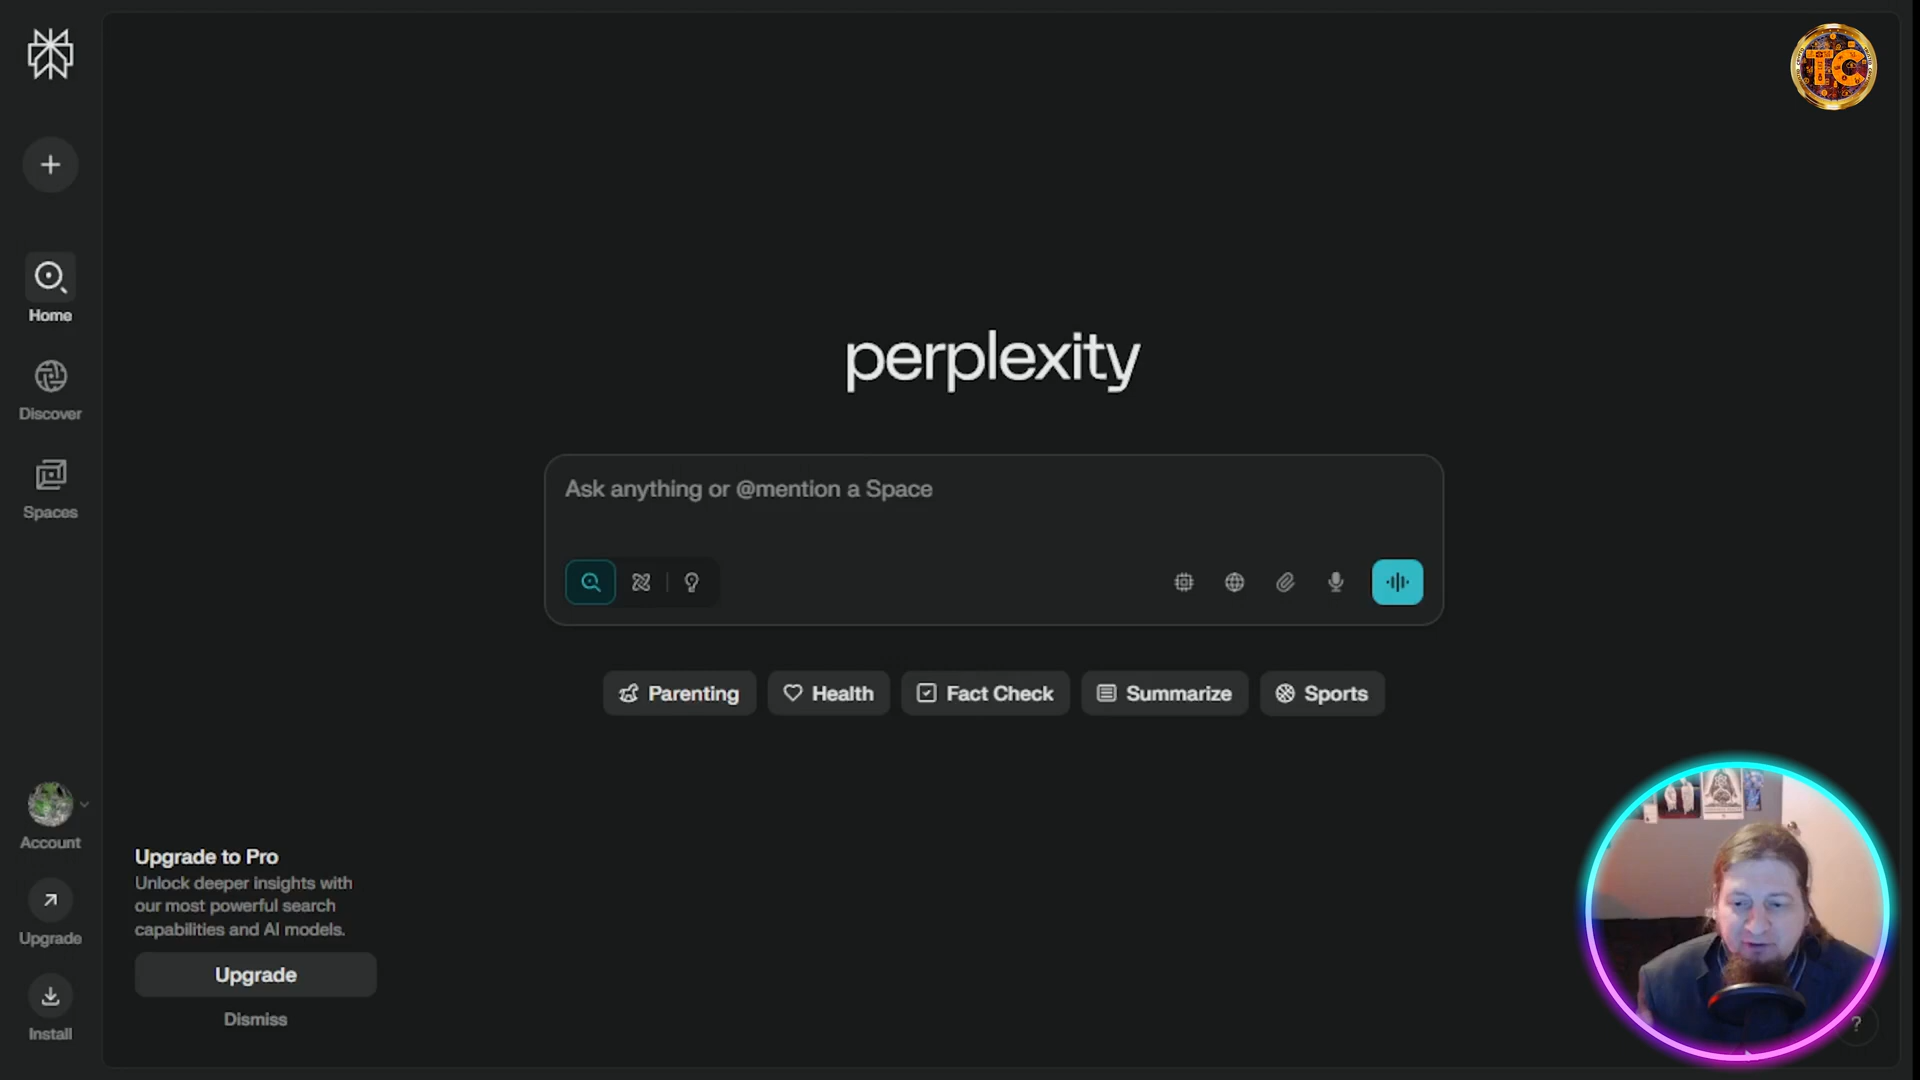 TC
Home
Discover
Spaces
Account
Upgrade
Install
perplexity
Ask anything or @mention a Space
Parenting
Health
Fact Check
Summarize
Sports
Upgrade to Pro
Unlock deeper insights with
our most powerful search
capabilities and AI models.
Upgrade
Dismiss
?